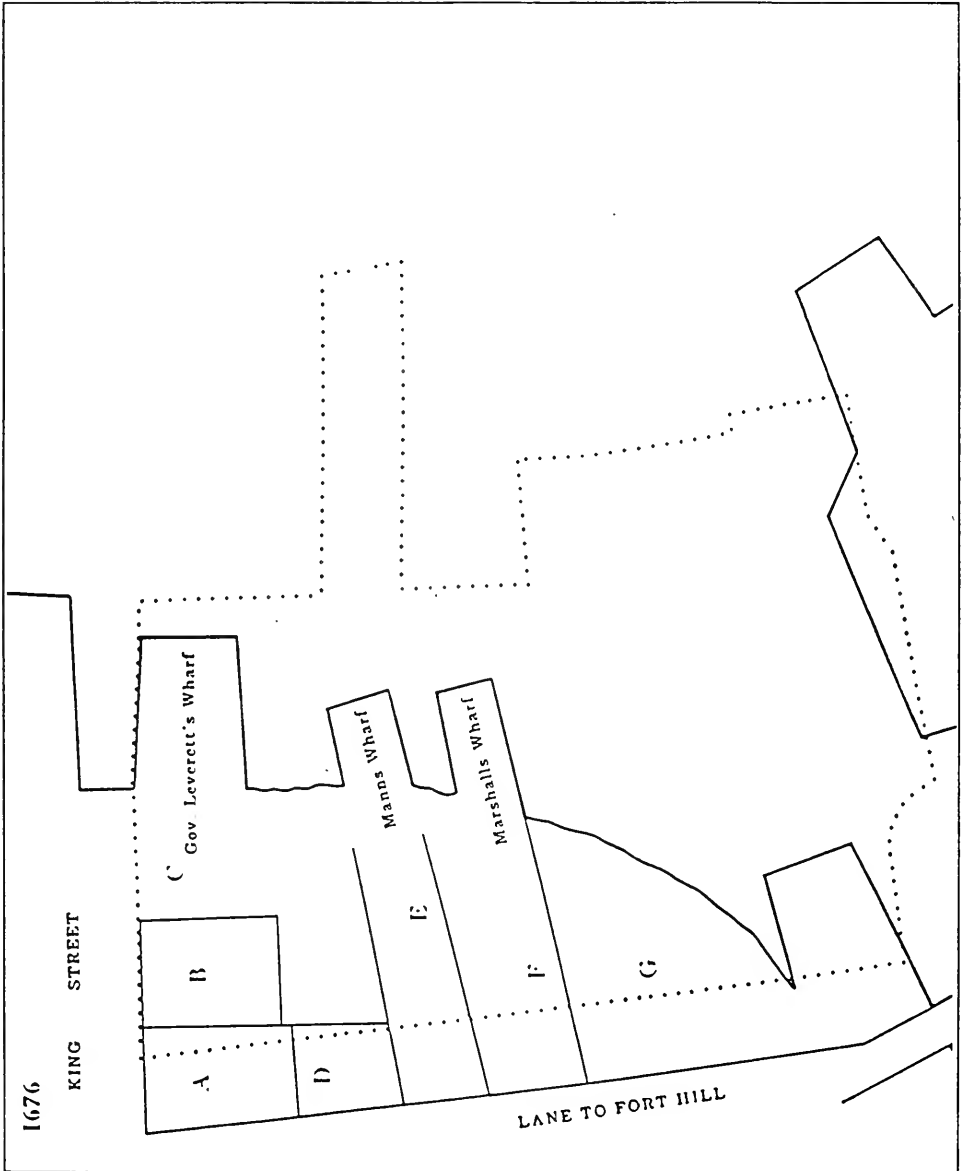 1676
KING STREET
A
B
C
Gov. Leverett's Wharf
D
Manns Wharf
E
Marshalls Wharf
F
G
LANE TO FORT HILL